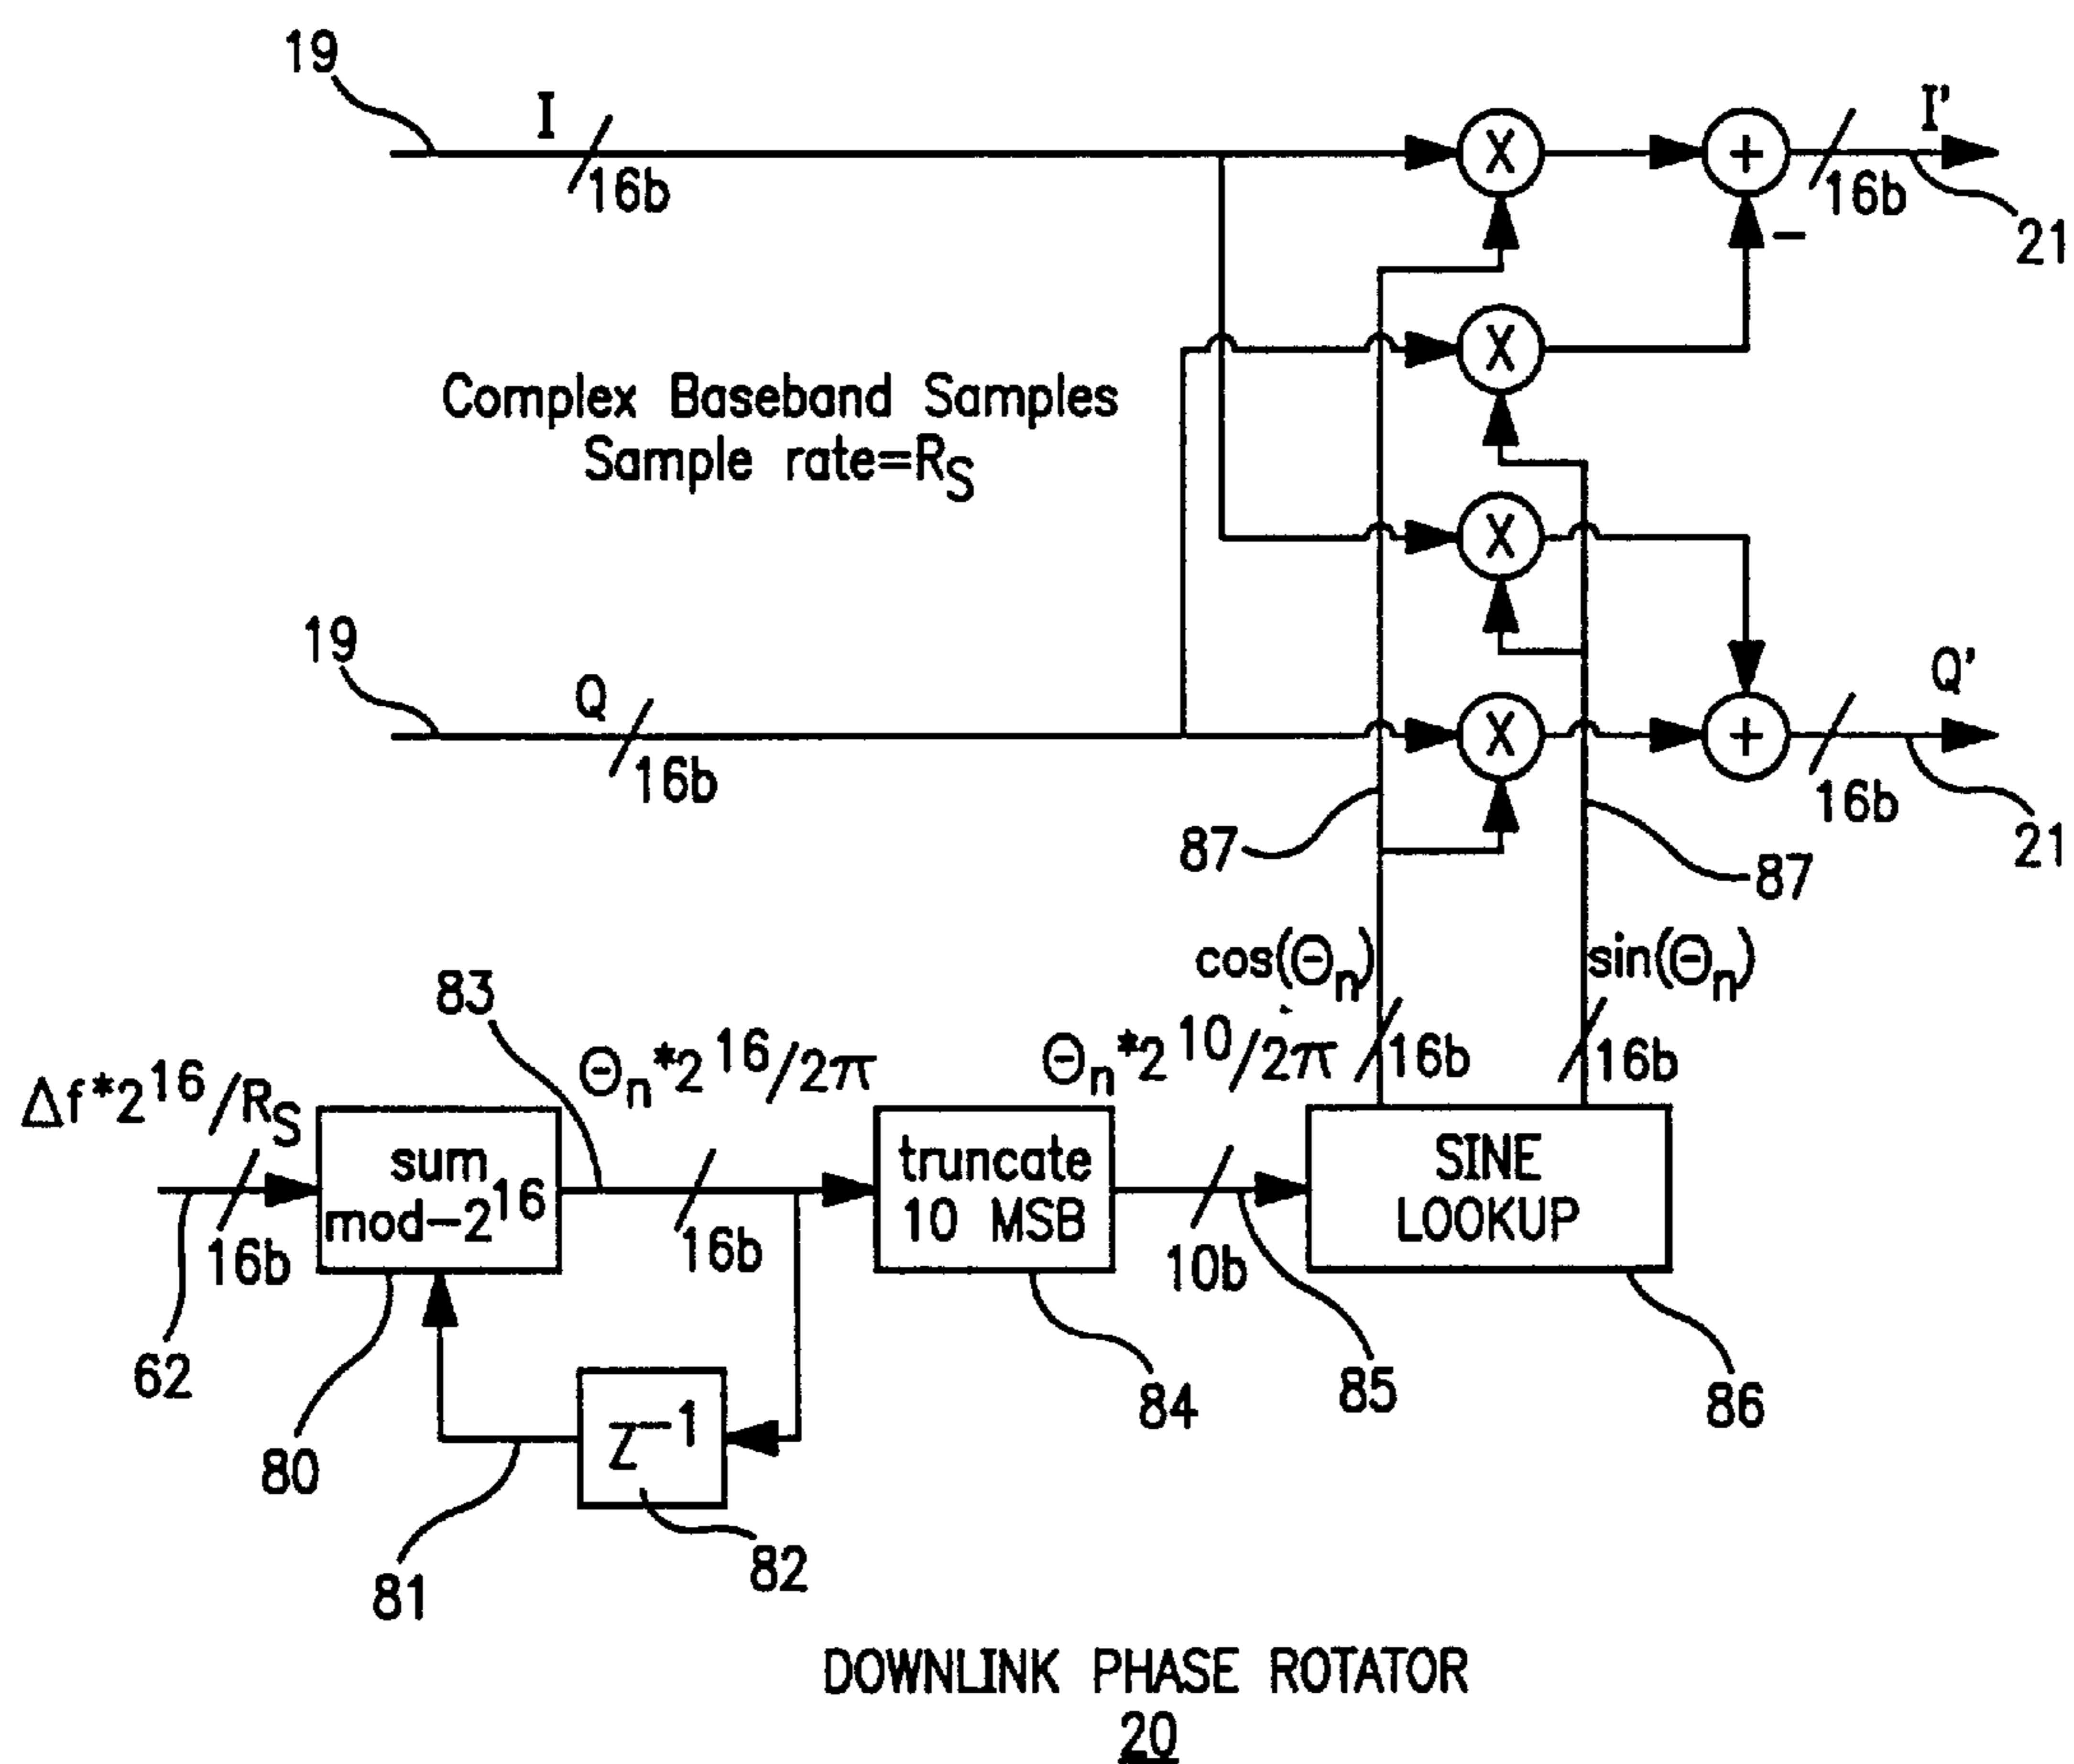 19
I
16b
X
+
I'
16b
-
21
X
Complex Baseband Samples
Sample rate=RS
X
19
Q
16b
X
+
Q'
16b
21
87
87
cos(Θn)
sin(Θn)
16b
16b
83
Δf*2^16/RS
Θn*2^16/2π
Θn*2^10/2π
sum
mod-2^16
truncate
10 MSB
SINE
LOOKUP
16b
16b
10b
62
80
Z^-1
81
82
84
85
86
DOWNLINK PHASE ROTATOR
20